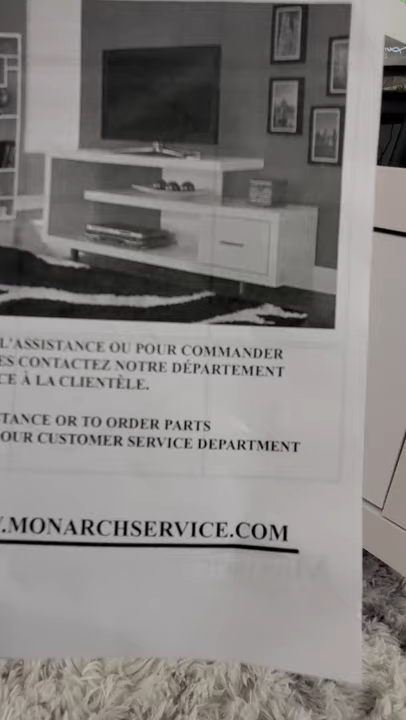 L'ASSISTANCE OU POUR COMMANDER
ES CONTACTEZ NOTRE DÉPARTEMENT
CE À LA CLIENTÈLE.
TANCE OR TO ORDER PARTS
OUR CUSTOMER SERVICE DEPARTMENT
.MONARCHSERVICE.COM